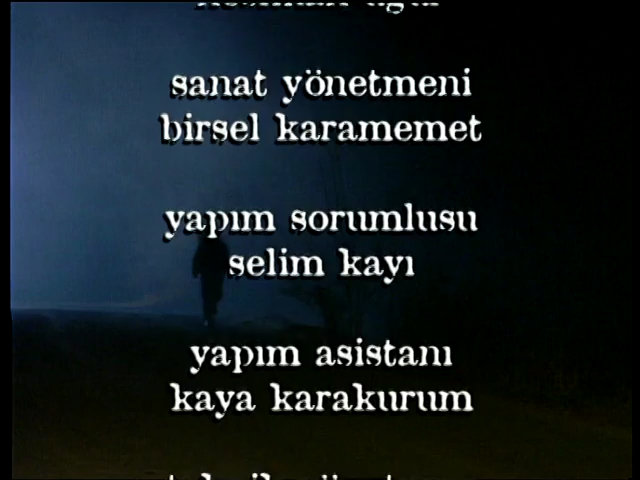 sanat yönetmeni
birsel karamemet
yapım sorumlusu
selim kayı
yapım asistanı
kaya karakurum